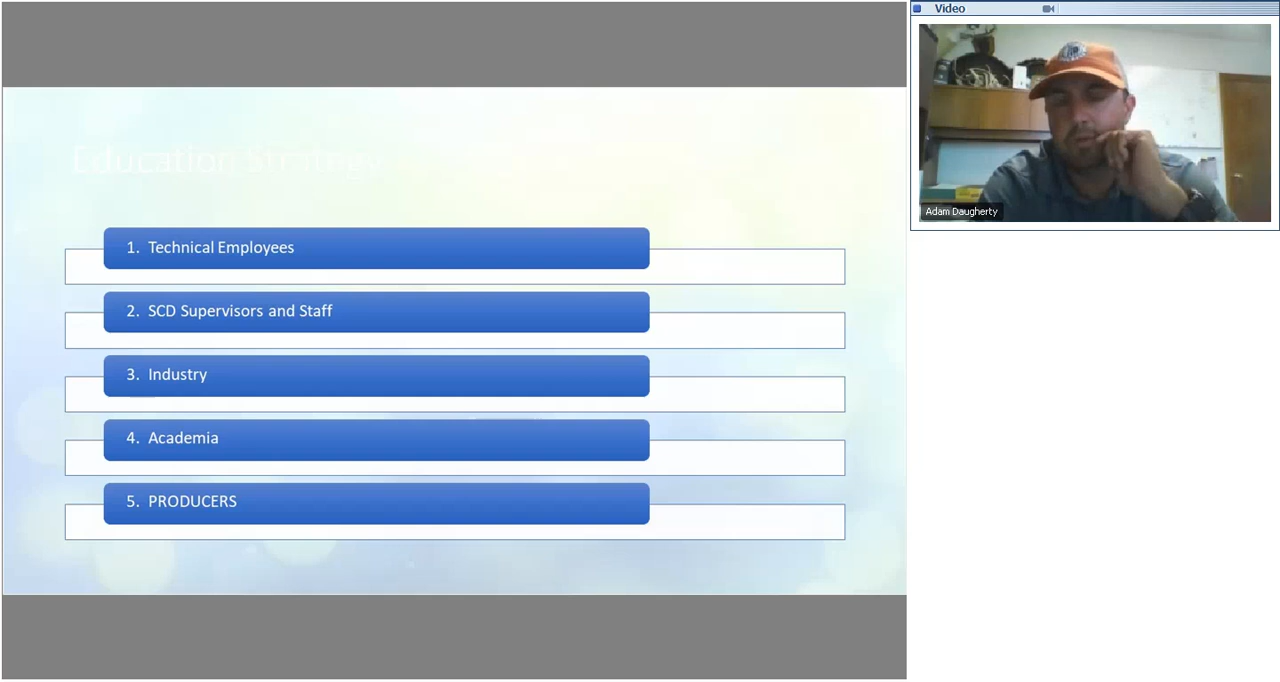 Education Strategy
1. Technical Employees
2. SCD Supervisors and Staff
3. Industry
4. Academia
5. PRODUCERS
Video
Adam Daugherty